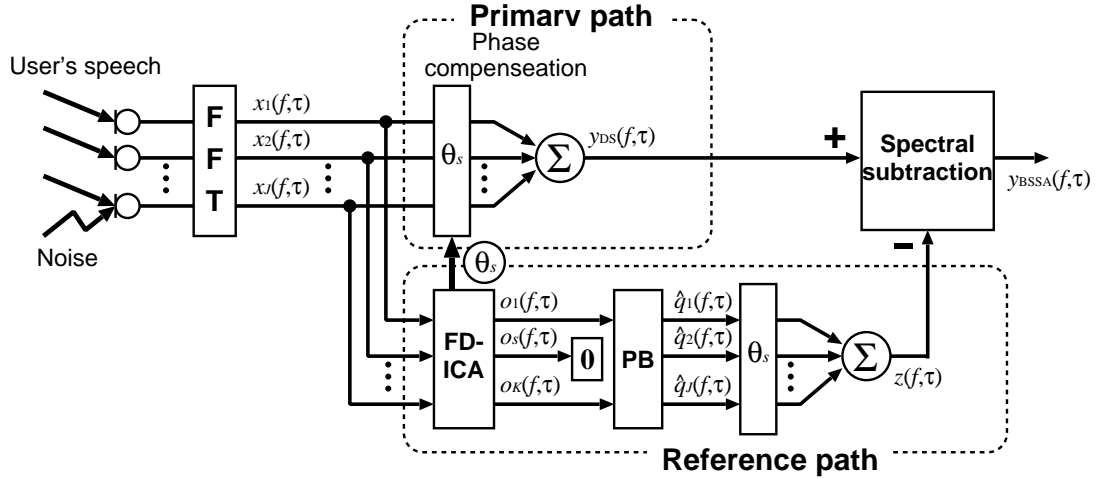 Primarv path
Phase
compenseation
User's speech
Noise
F
F
T
x1(f,τ)
x2(f,τ)
xJ(f,τ)
θs
Σ
yDS(f,τ)
+
Spectral
subtraction
yBSSA(f,τ)
−
θs
FD-
ICA
o1(f,τ)
os(f,τ)
oK(f,τ)
0
PB
q̂1(f,τ)
q̂2(f,τ)
q̂J(f,τ)
θs
Σ
z(f,τ)
Reference path